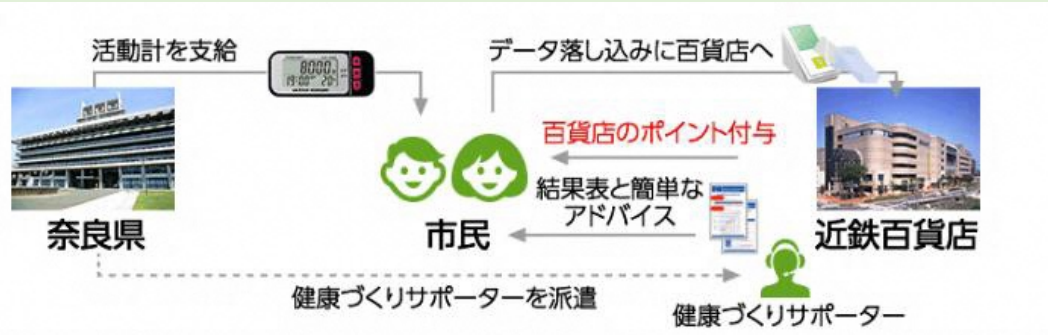 活動計を支給
8000
19:00
20
データ落し込みに百貨店へ
百貨店のポイント付与
結果表と簡単な
アドバイス
奈良県
市民
近鉄百貨店
健康づくりサポーターを派遣
健康づくりサポーター